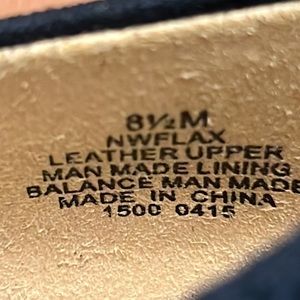 8½M
NWFLAX
LEATHER UPPER
MAN MADE LINING
BALANCE MAN MADE
MADE IN CHINA
1500 0415